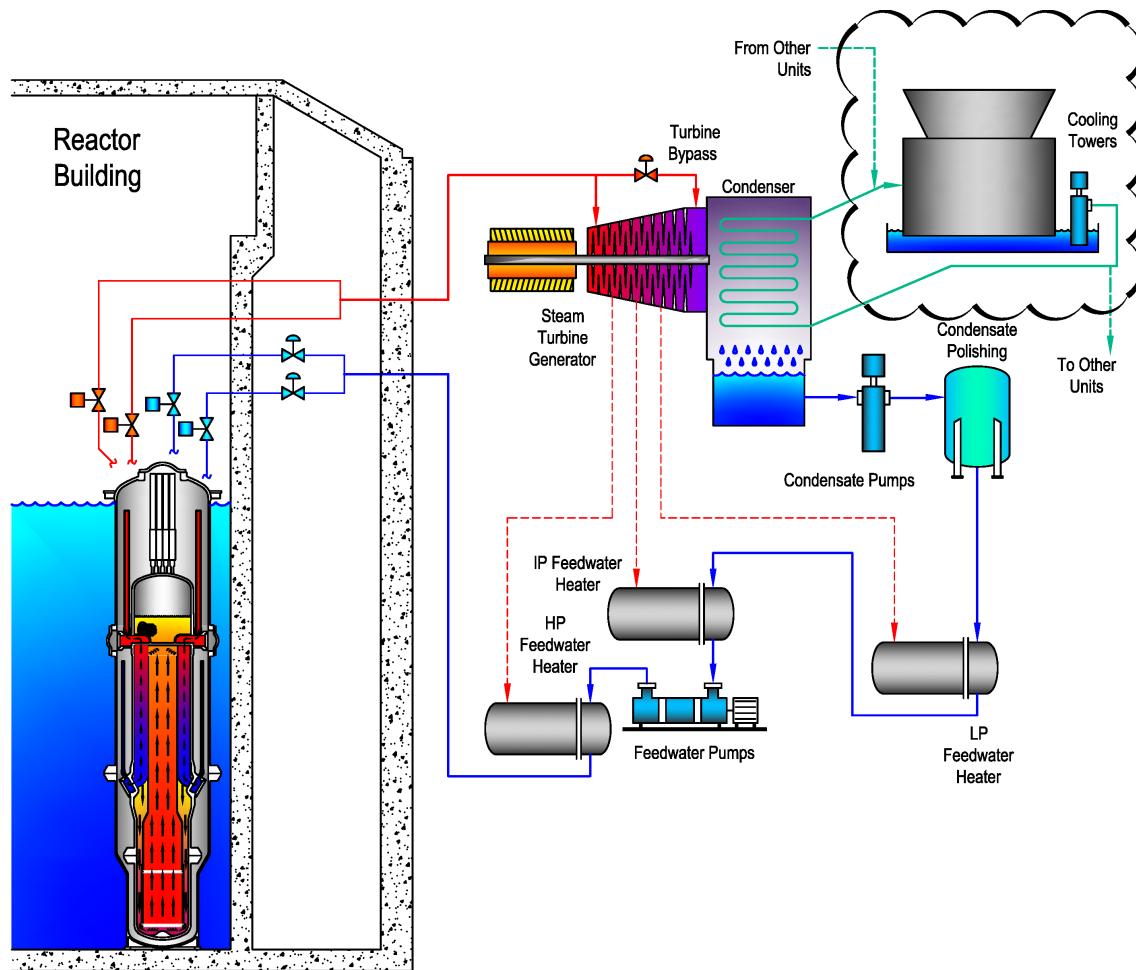 From Other
Units
Cooling
Towers
Reactor
Building
Turbine
Bypass
Condenser
Steam
Turbine
Generator
Condensate
Polishing
To Other
Units
Condensate Pumps
IP Feedwater
Heater
HP
Feedwater
Heater
Feedwater Pumps
LP
Feedwater
Heater